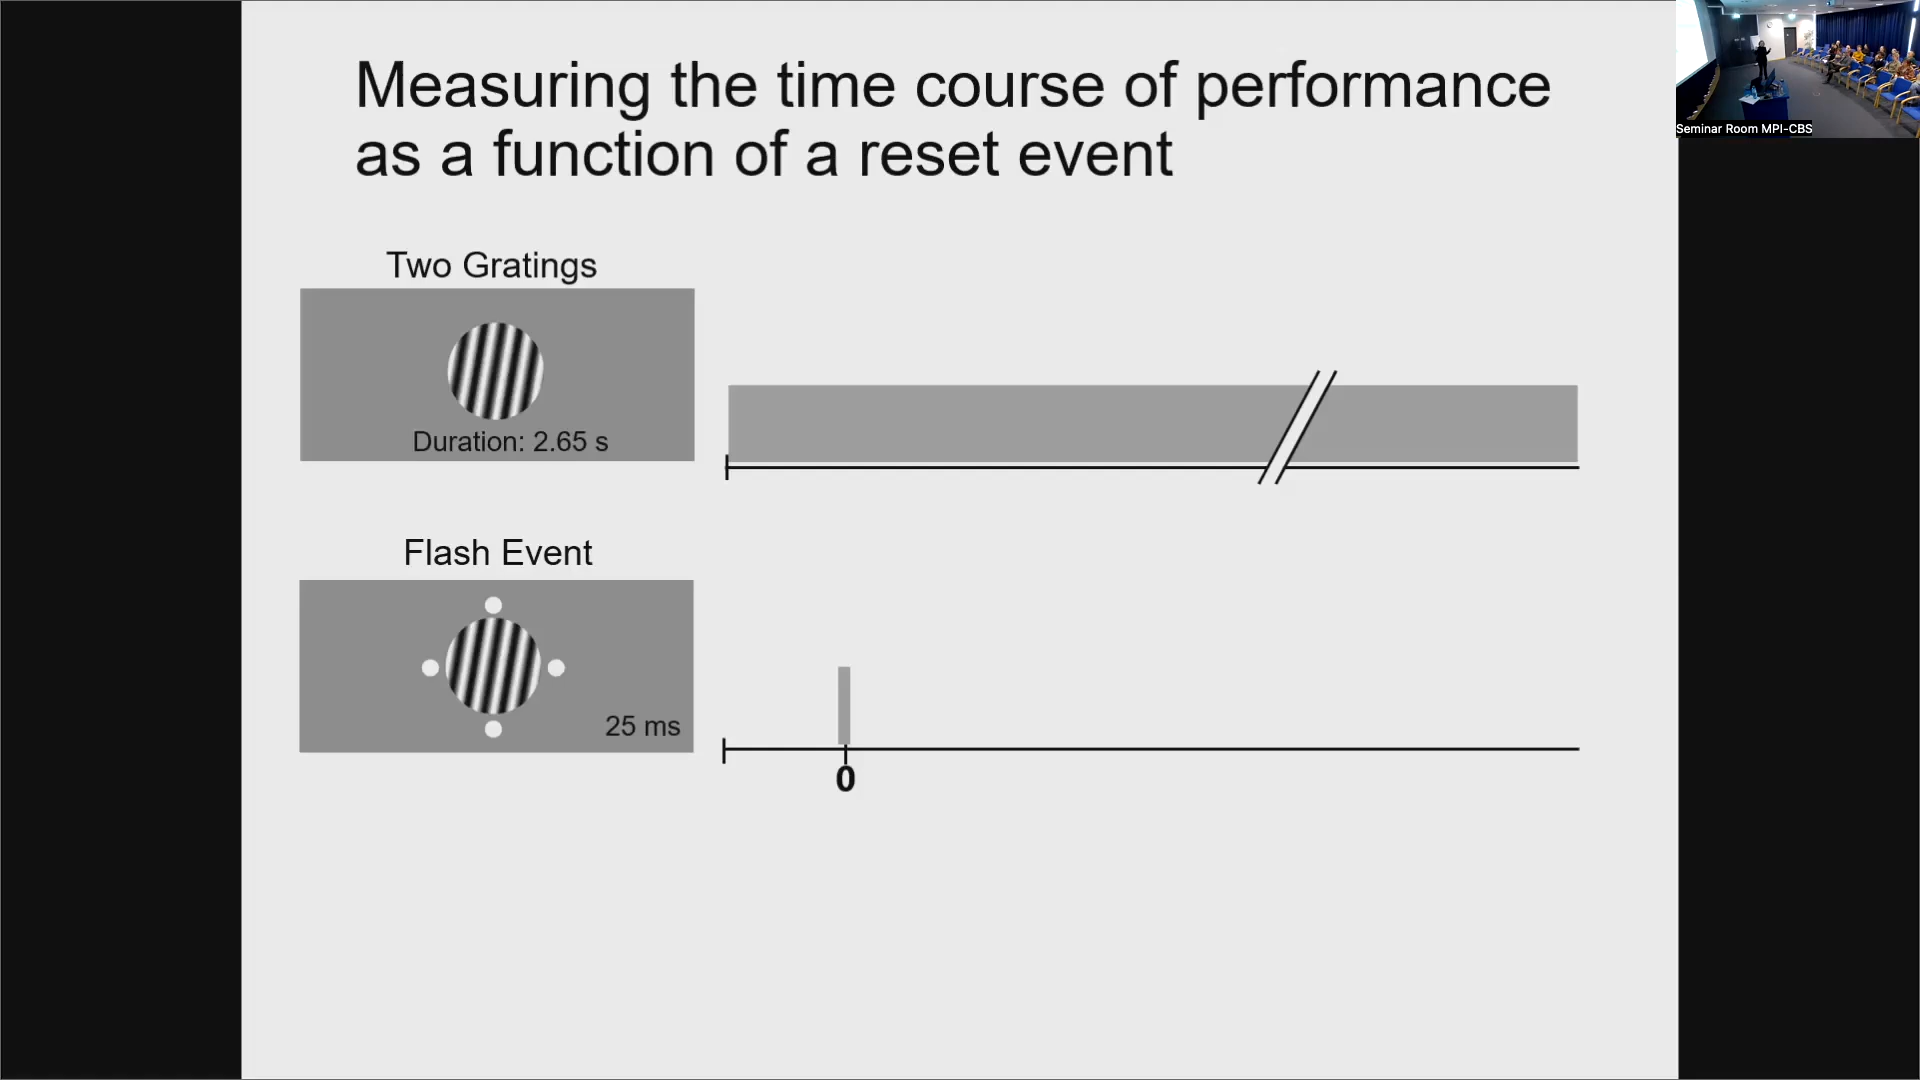 Measuring the time course of performance
as a function of a reset event
Seminar Room MPI-CBS
Two Gratings
Duration: 2.65 s
Flash Event
25 ms
0